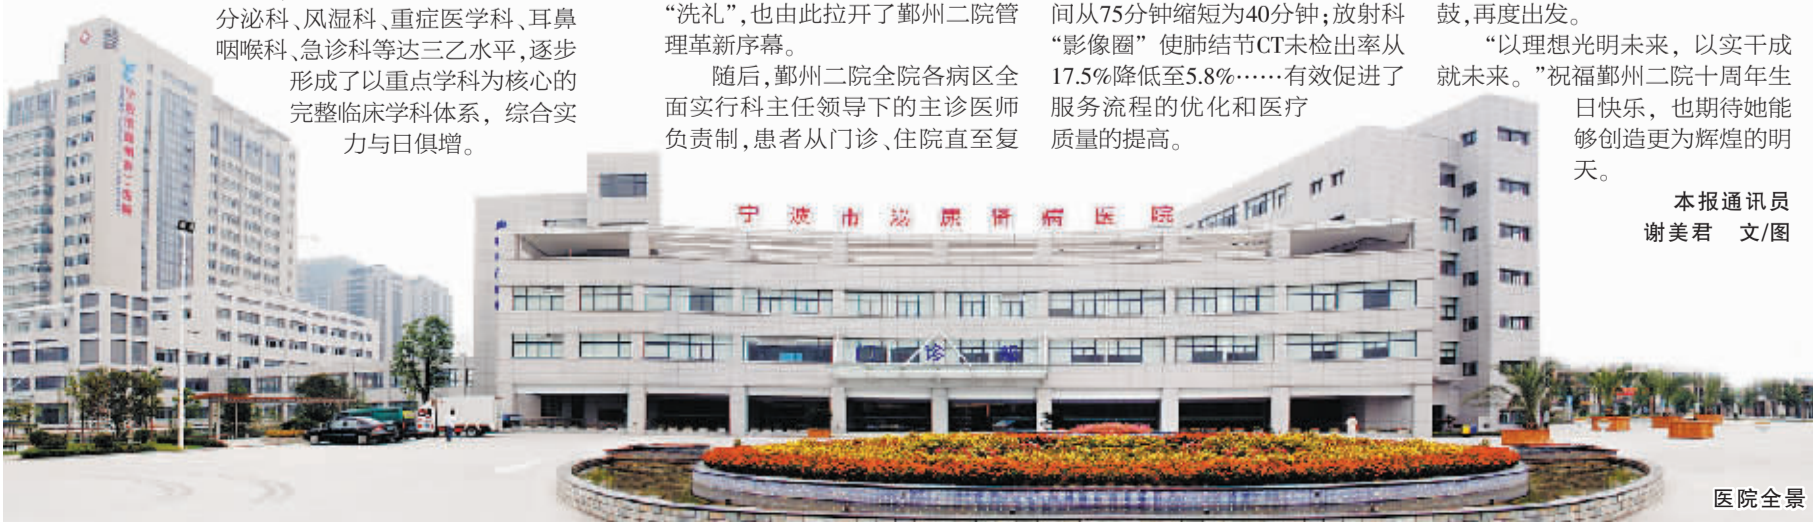 分泌科、风湿科、重症医学科、耳鼻
咽喉科、急诊科等达三乙水平,逐步
形成了以重点学科为核心的
完整临床学科体系，综合实
力与日俱增。
“洗礼”,也由此拉开了鄞州二院管
理革新序幕。
随后,鄞州二院全院各病区全
面实行科主任领导下的主诊医师
负责制,患者从门诊、住院直至复
间从75分钟缩短为40分钟;放射科
“影像圈”使肺结节CT未检出率从
17.5%降低至5.8%……有效促进了
服务流程的优化和医疗
质量的提高。
鼓,再度出发。
“以理想光明未来，以实干成
就未来。”祝福鄞州二院十周年生
日快乐，也期待她能
够创造更为辉煌的明
天。
本报通讯员
谢美君 文/图
宁波市泌尿肾病医院
医院全景